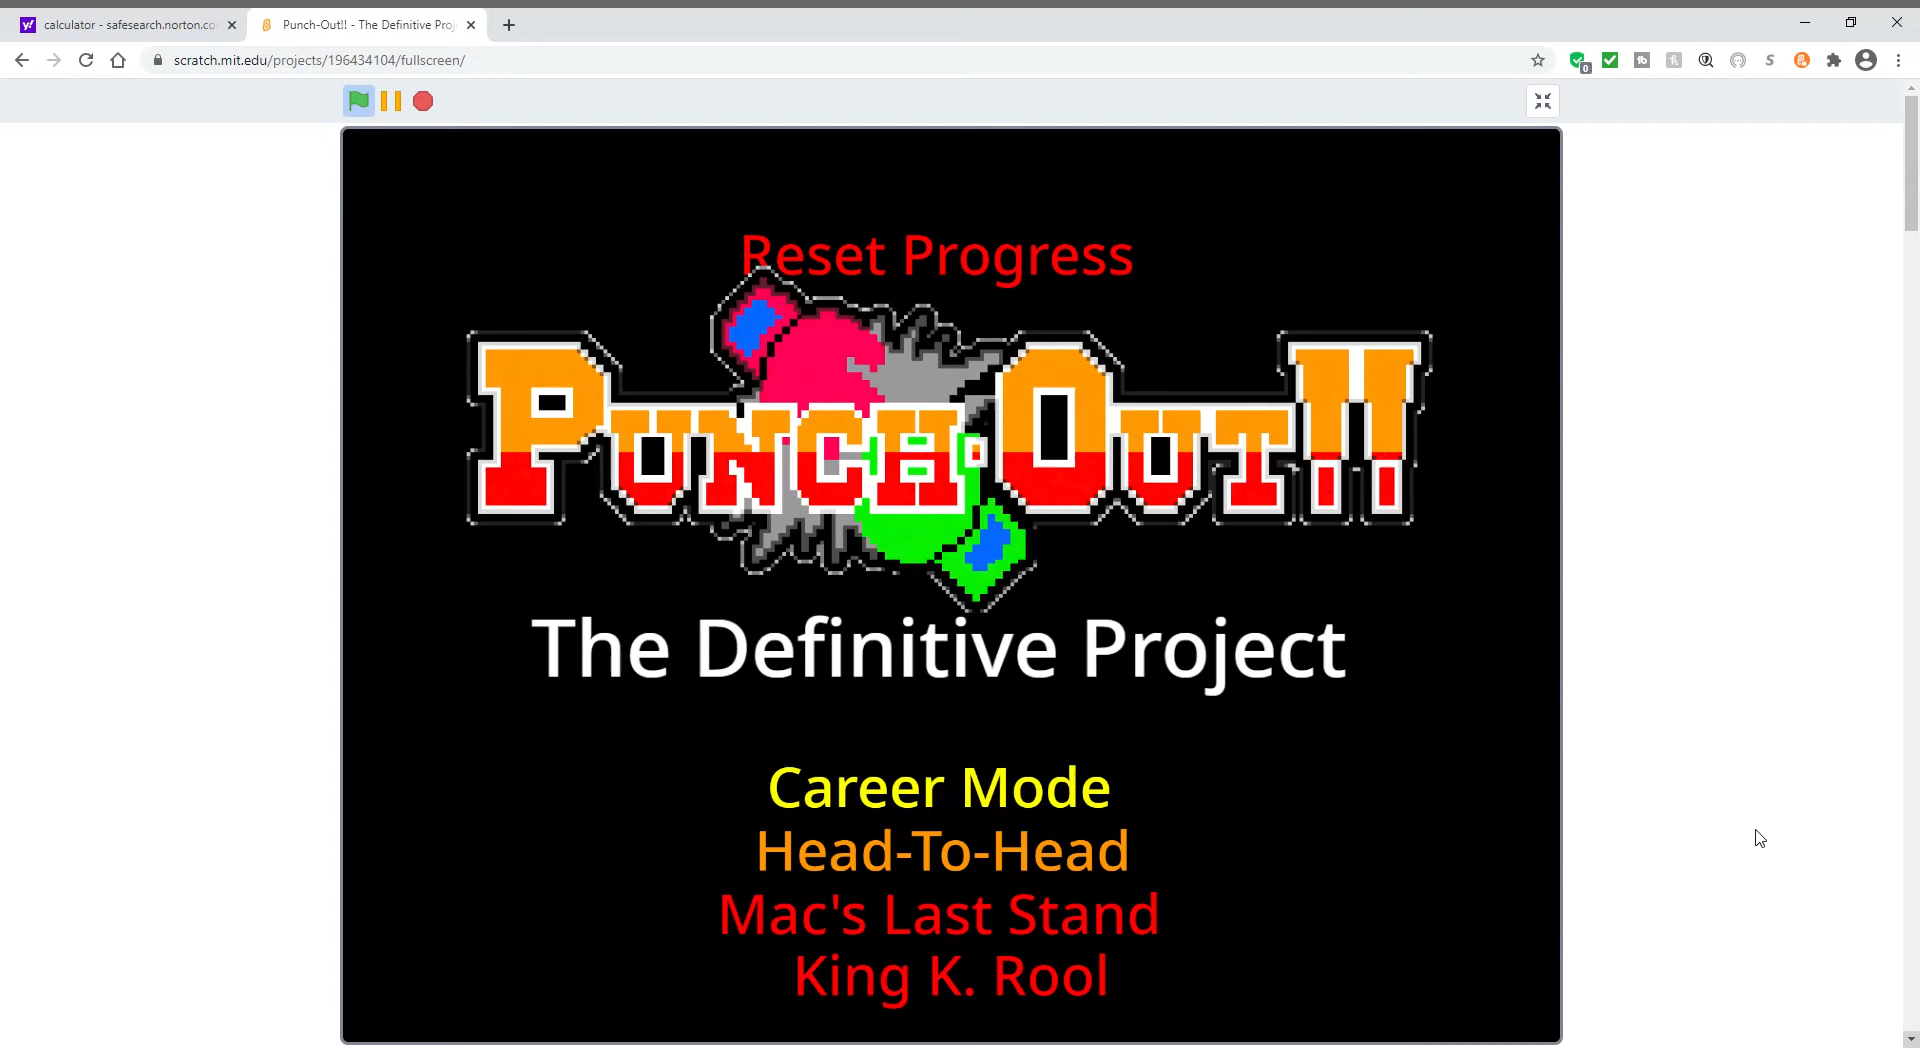 calculator - safesearch.norton.co
Punch-Out!! - The Definitive Proj
scratch.mit.edu/projects/196434104/fullscreen/
0
Reset Progress
PUNCH-OUT!!
The Definitive Project
Career Mode
Head-To-Head
Mac's Last Stand
King K. Rool